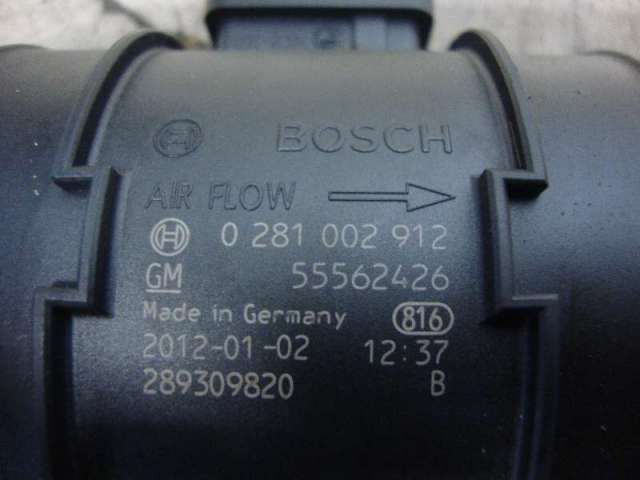 BOSCH
AIR FLOW
0 281 002 912
GM 55562426
Made in Germany 816
2012-01-02 12:37
289309820 B